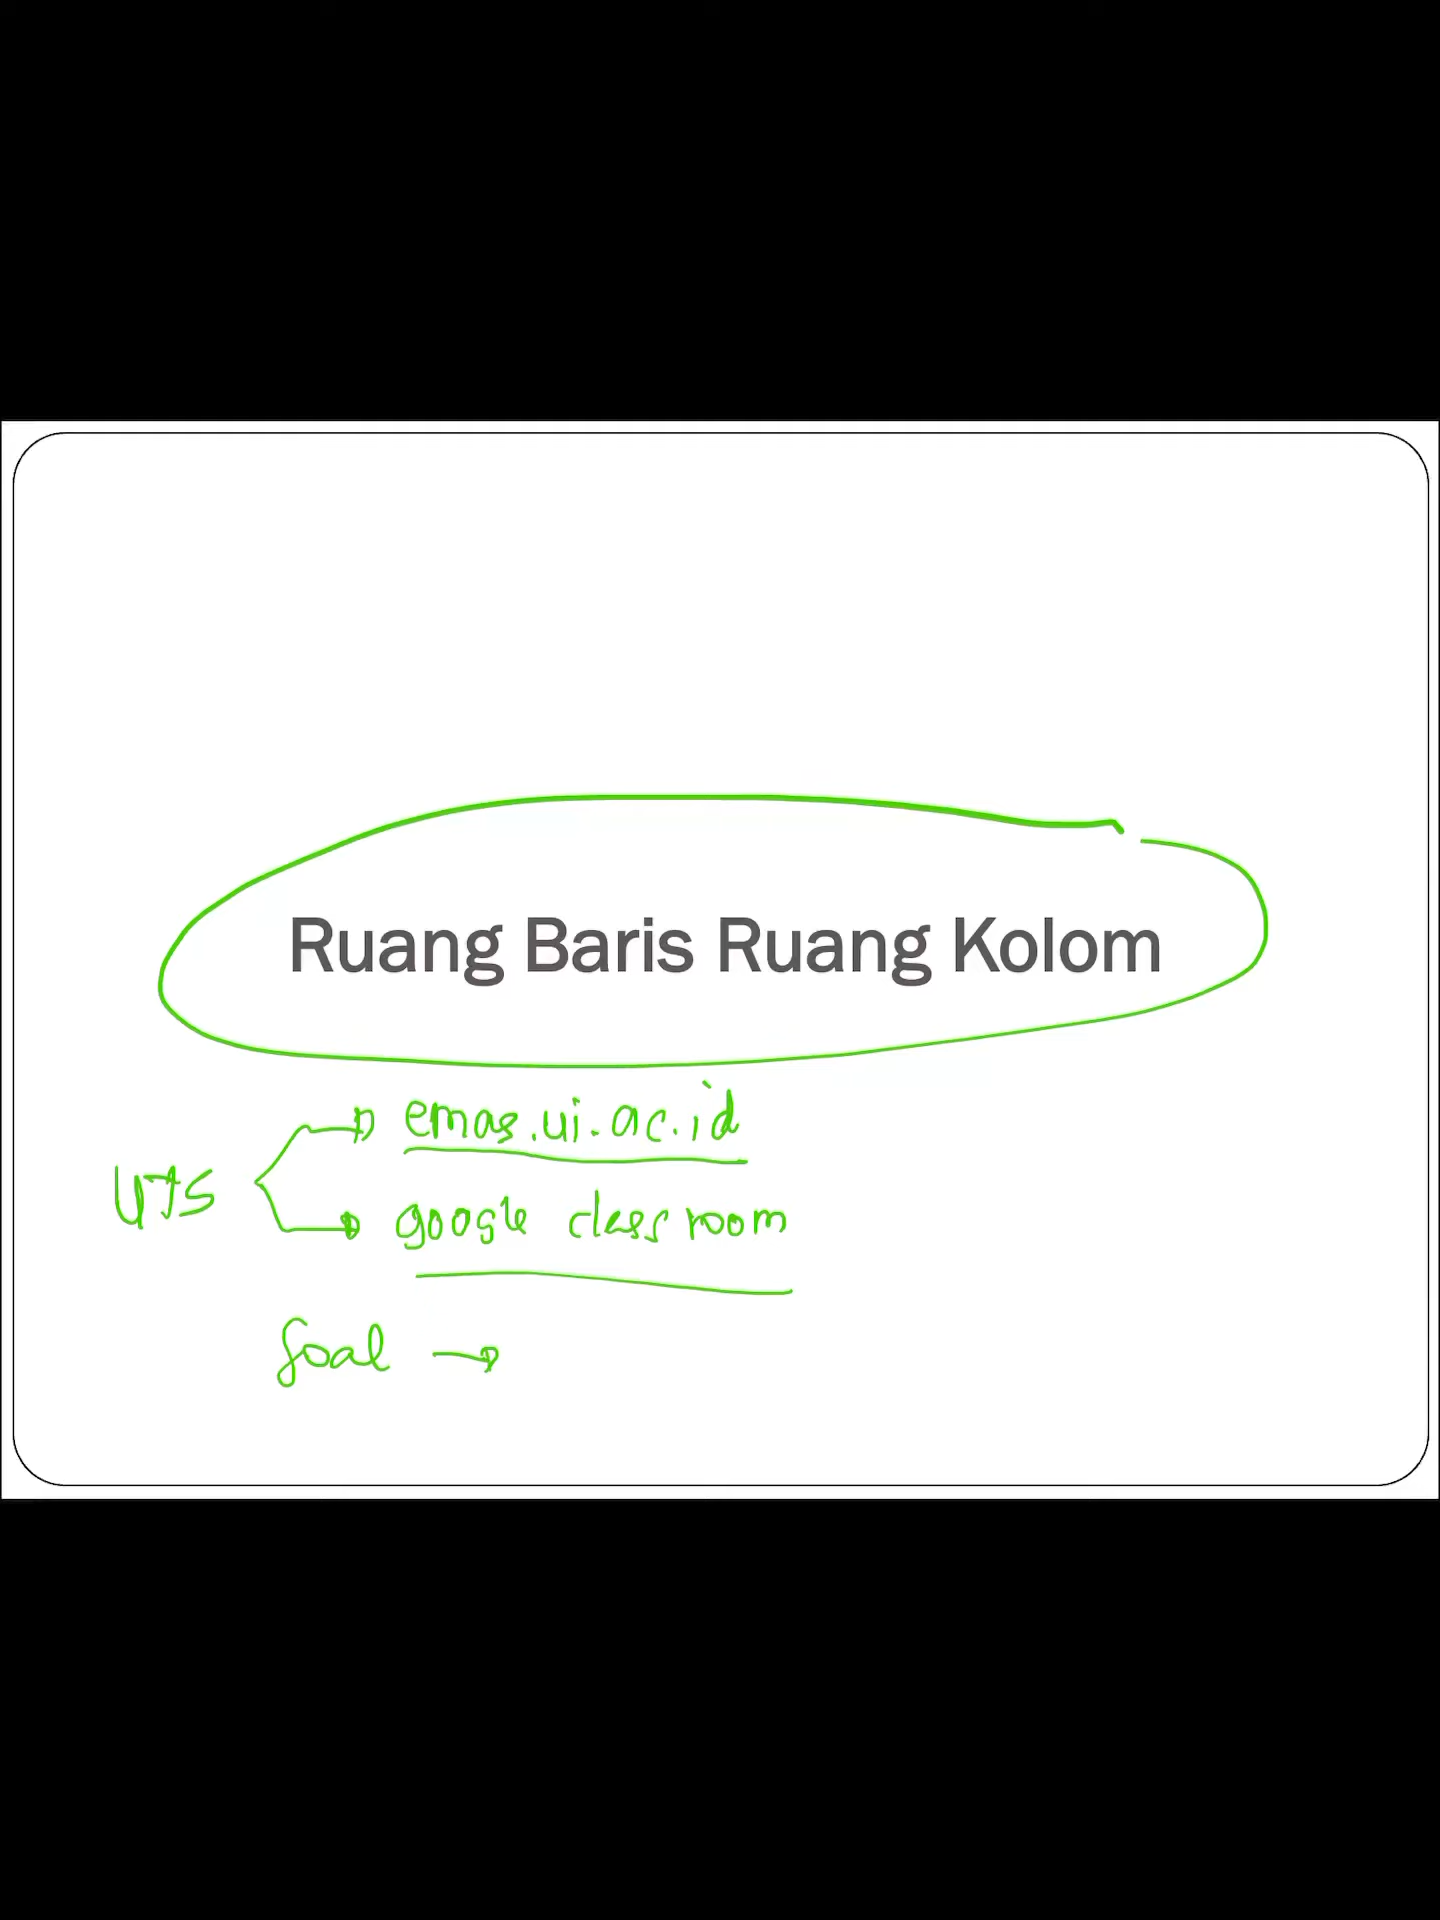 Ruang Baris Ruang Kolom
emas.ui.ac.id
UTS
google classroom
Soal →